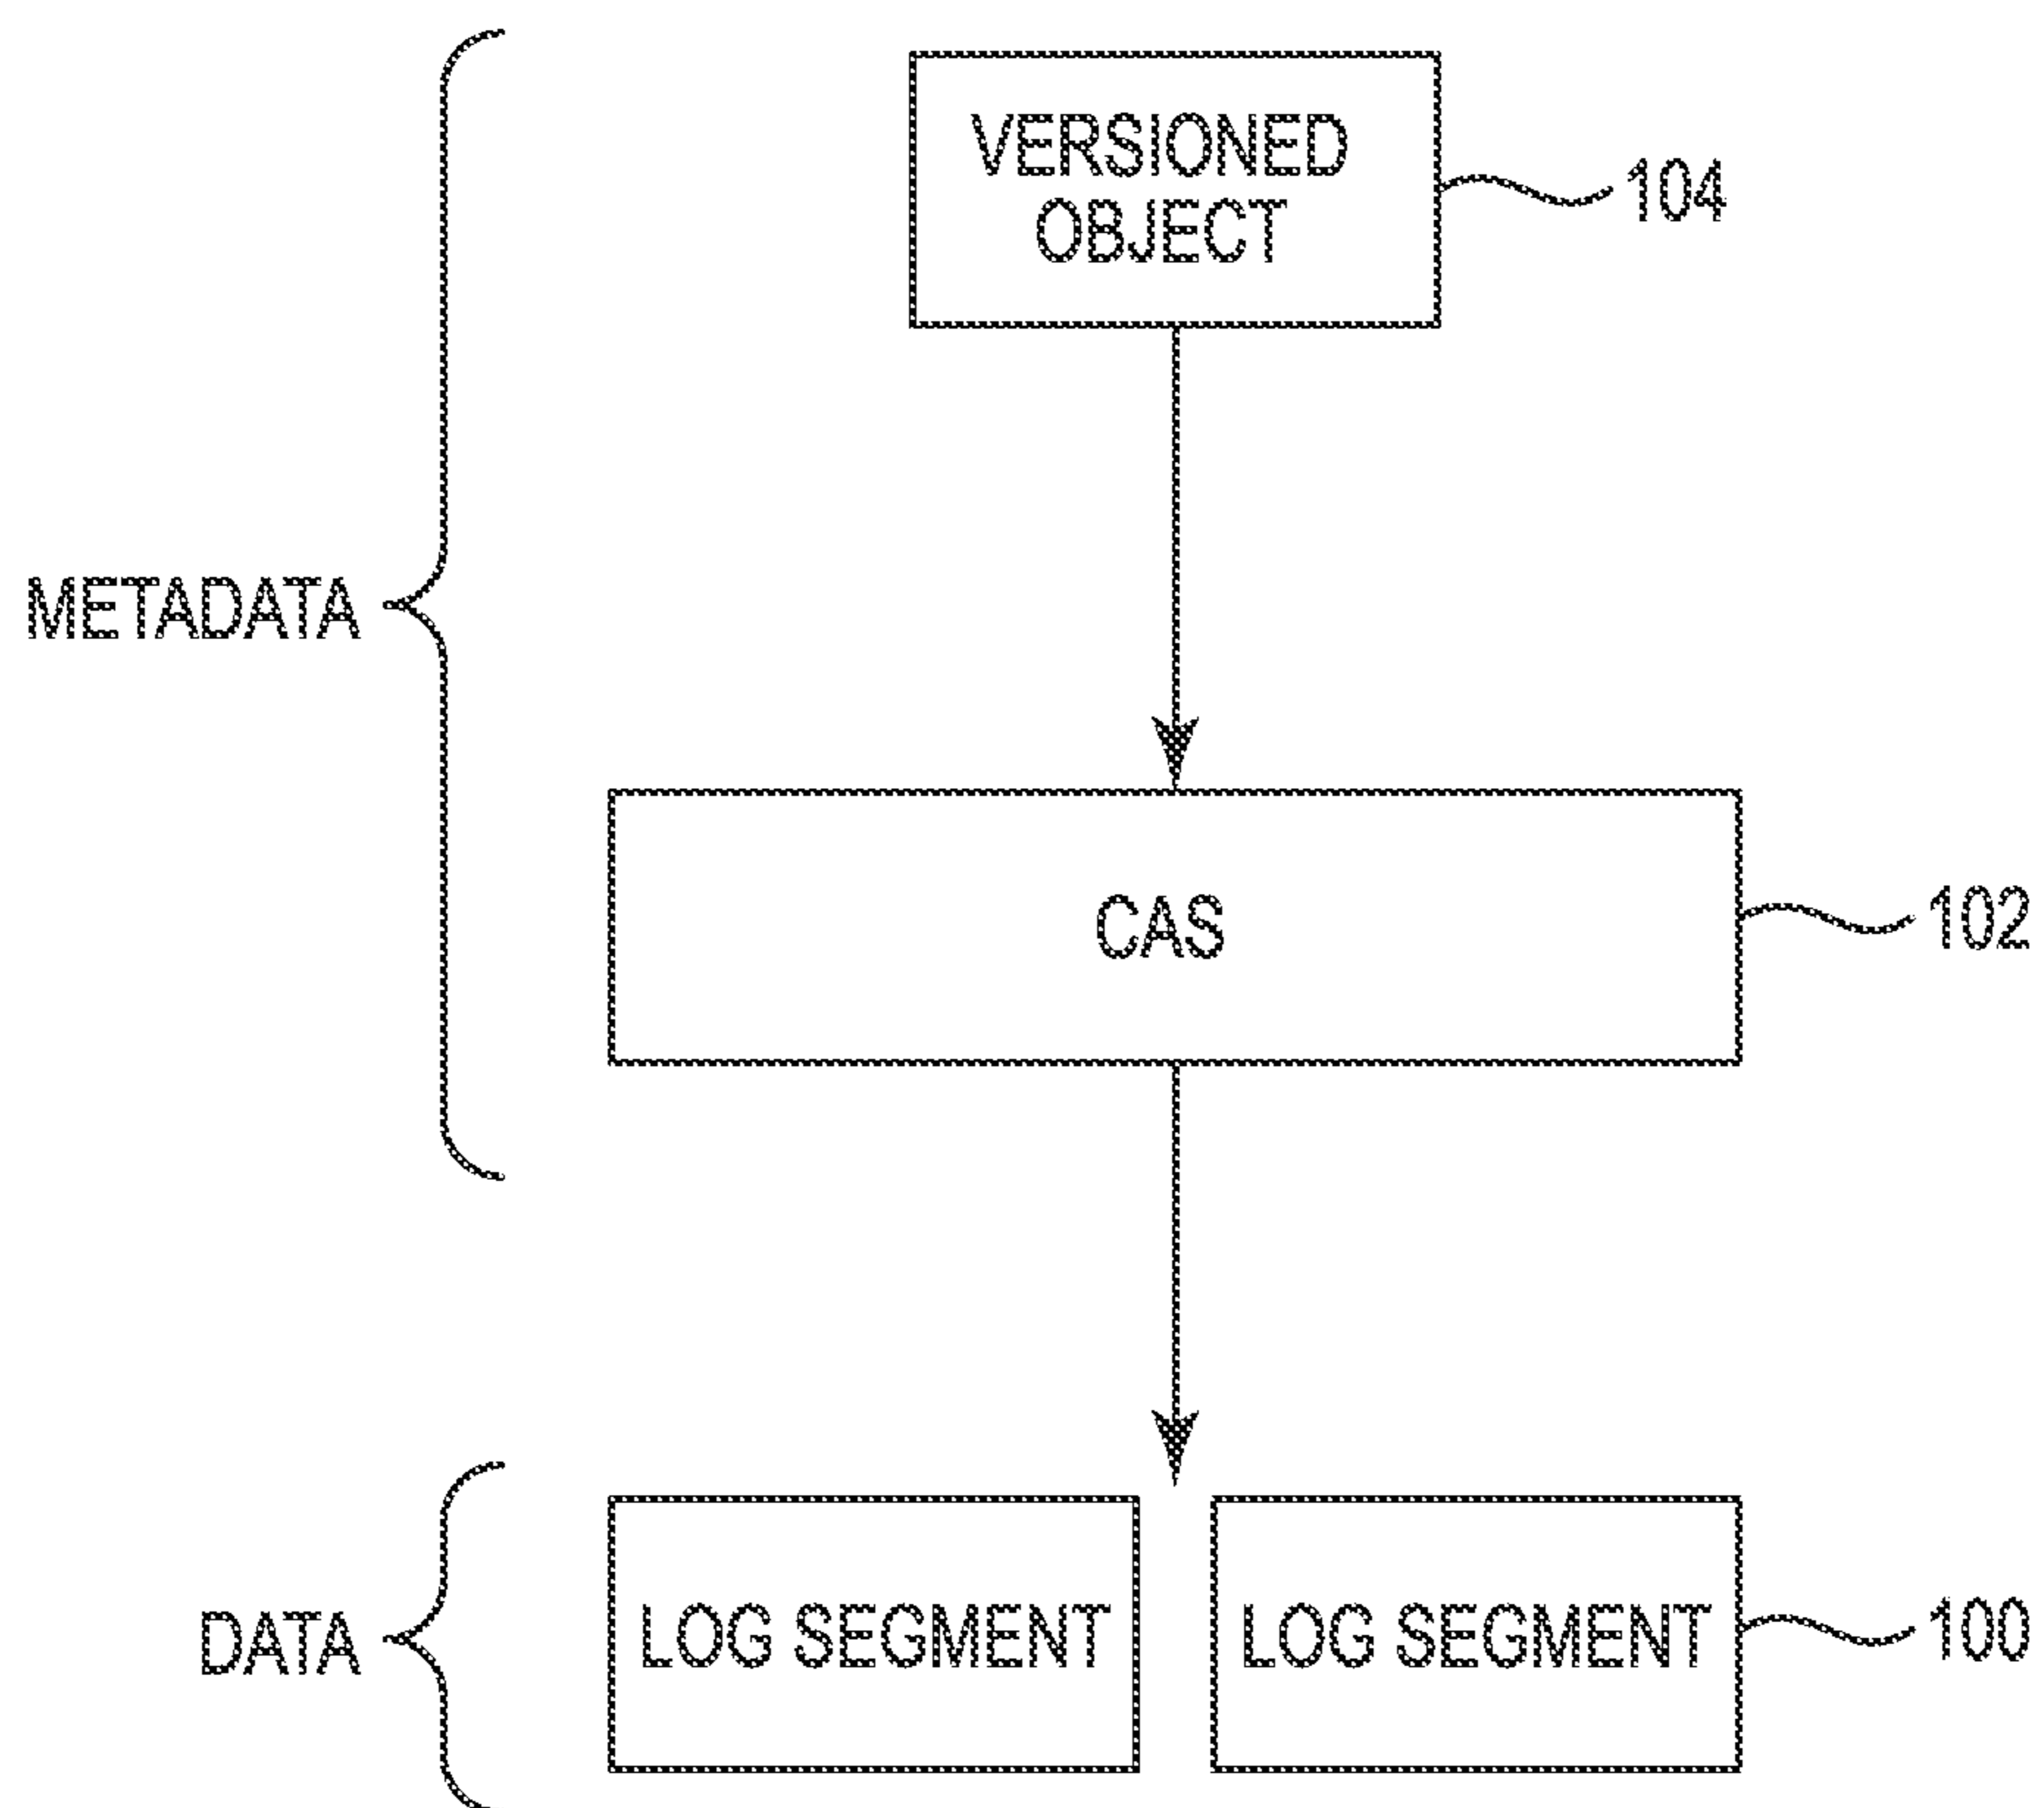 VERSIONED
OBJECT
104
METADATA
CAS
102
DATA
LOG SEGMENT
LOG SEGMENT
100